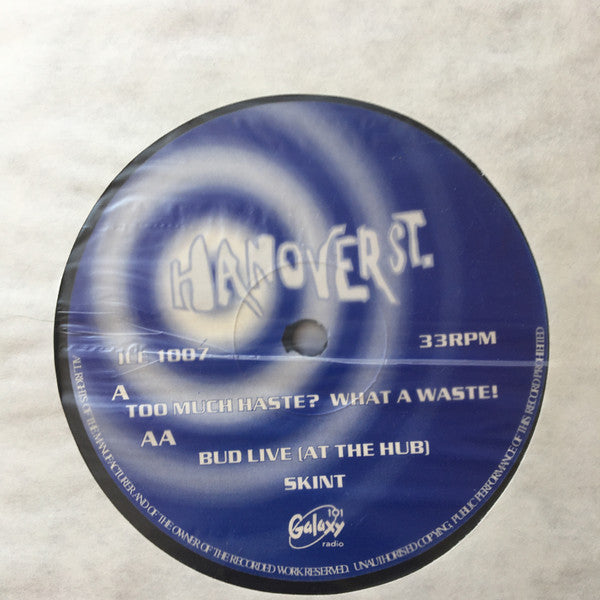 HANOVER ST.
ICE 1007
33RPM
A
TOO MUCH HASTE? WHAT A WASTE!
AA
BUD LIVE (AT THE HUB)
SKINT
101
Galaxy
radio
ALL RIGHTS OF THE MANUFACTURER AND OF THE OWNER OF THE RECORDED WORK RESERVED. UNAUTHORISED COPYING, PUBLIC PERFORMANCE OF THIS RECORD PROHIBITED